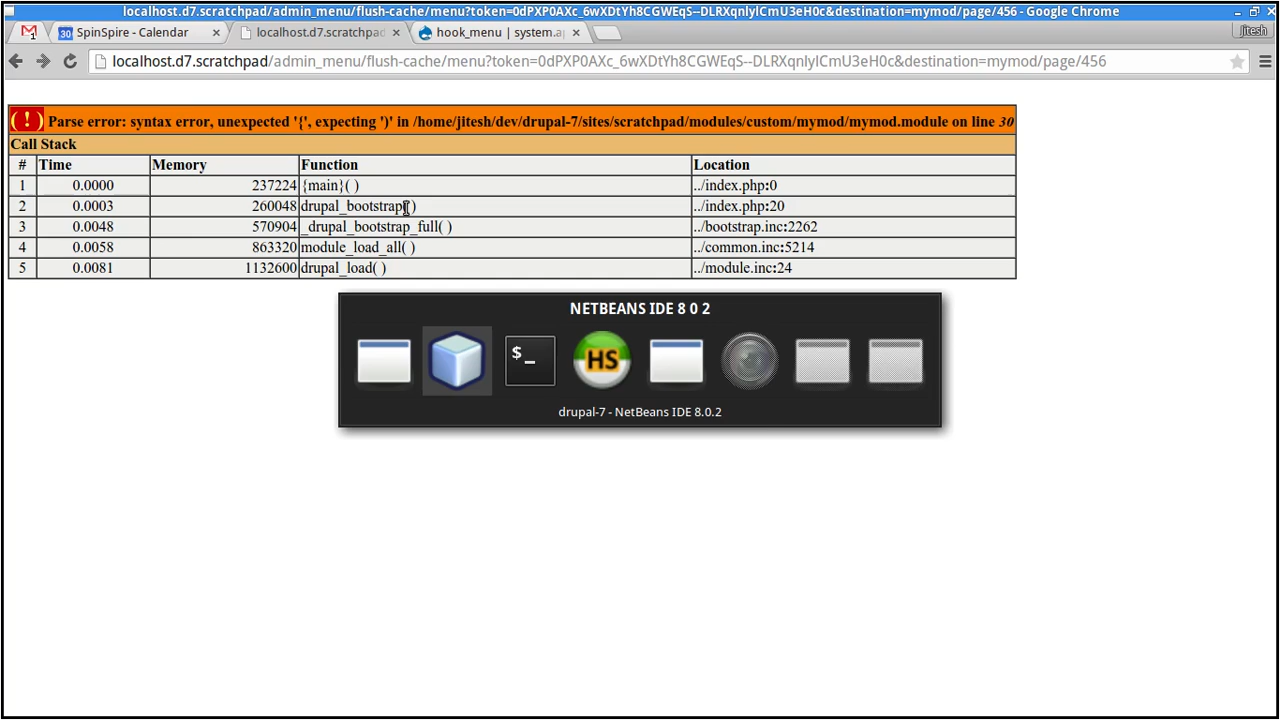 localhost.d7.scratchpad/admin_menu/flush-cache/menu?token=0dPXP0AXc_6wXDtYh8CGWEqS--DLRXqnlylCmU3eH0c&destination=mymod/page/456 - Google Chrome
1
30 SpinSpire - Calendar × localhost.d7.scratchpad × hook_menu | system.a × Jitesh
localhost.d7.scratchpad/admin_menu/flush-cache/menu?token=0dPXP0AXc_6wXDtYh8CGWEqS--DLRXqnlylCmU3eH0c&destination=mymod/page/456
( ! ) Parse error: syntax error, unexpected '{', expecting ')' in /home/jitesh/dev/drupal-7/sites/scratchpad/modules/custom/mymod/mymod.module on line 30
Call Stack
# Time Memory Function Location
1 0.0000 237224 {main}( ) ../index.php:0
2 0.0003 260048 drupal_bootstrap( ) ../index.php:20
3 0.0048 570904 _drupal_bootstrap_full( ) ../bootstrap.inc:2262
4 0.0058 863320 module_load_all( ) ../common.inc:5214
5 0.0081 1132600 drupal_load( ) ../module.inc:24
NETBEANS IDE 8 0 2
$_ HS
drupal-7 - NetBeans IDE 8.0.2